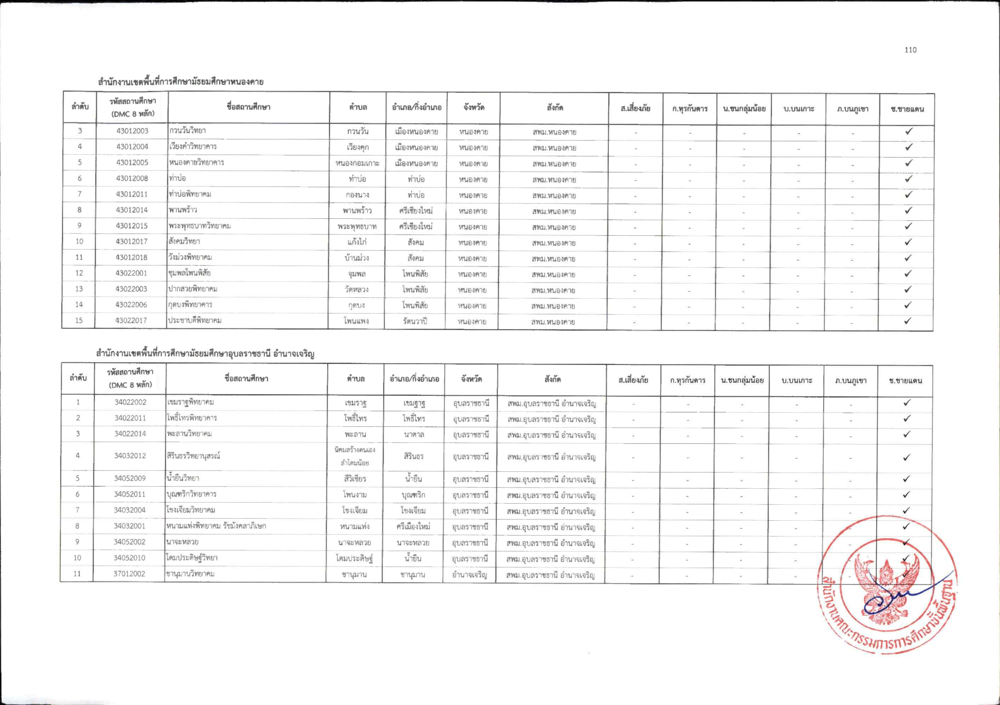 110
สำนักงานเขตพื้นที่การศึกษามัธยมศึกษาหนองคาย
ลำดับ รหัสสถานศึกษา (DMC 8 หลัก) ชื่อสถานศึกษา ตำบล อำเภอ/กิ่งอำเภอ จังหวัด สังกัด ส.เสี่ยงภัย ก.ทุรกันดาร น.ชนกลุ่มน้อย บ.บนเกาะ ภ.บนภูเขา ช.ชายแดน
3 43012003 กวนวันวิทยา กวนวัน เมืองหนองคาย หนองคาย สพม.หนองคาย - - - - - ✓
4 43012004 เวียงคำวิทยาคาร เวียงคุก เมืองหนองคาย หนองคาย สพม.หนองคาย - - - - - ✓
5 43012005 หนองคายวิทยาคาร หนองกอมเกาะ เมืองหนองคาย หนองคาย สพม.หนองคาย - - - - - ✓
6 43012008 ท่าบ่อ ท่าบ่อ ท่าบ่อ หนองคาย สพม.หนองคาย - - - - - ✓
7 43012011 ท่าบ่อพิทยาคม กองนาง ท่าบ่อ หนองคาย สพม.หนองคาย - - - - - ✓
8 43012014 พานพร้าว พานพร้าว ศรีเชียงใหม่ หนองคาย สพม.หนองคาย - - - - - ✓
9 43012015 พระพุทธบาทวิทยาคม พระพุทธบาท ศรีเชียงใหม่ หนองคาย สพม.หนองคาย - - - - - ✓
10 43012017 สังคมวิทยา แก้งไก่ สังคม หนองคาย สพม.หนองคาย - - - - - ✓
11 43012018 วังม่วงพิทยาคม บ้านม่วง สังคม หนองคาย สพม.หนองคาย - - - - - ✓
12 43022001 ชุมพลโพนพิสัย จุมพล โพนพิสัย หนองคาย สพม.หนองคาย - - - - - ✓
13 43022003 ปากสวยพิทยาคม วัดหลวง โพนพิสัย หนองคาย สพม.หนองคาย - - - - - ✓
14 43022006 กุดบงพิทยาคาร กุดบง โพนพิสัย หนองคาย สพม.หนองคาย - - - - - ✓
15 43022017 ประชาบดีพิทยาคม โพนแพง รัตนวาปี หนองคาย สพม.หนองคาย - - - - - ✓
สำนักงานเขตพื้นที่การศึกษามัธยมศึกษาอุบลราชธานี อำนาจเจริญ
ลำดับ รหัสสถานศึกษา (DMC 8 หลัก) ชื่อสถานศึกษา ตำบล อำเภอ/กิ่งอำเภอ จังหวัด สังกัด ส.เสี่ยงภัย ก.ทุรกันดาร น.ชนกลุ่มน้อย บ.บนเกาะ ภ.บนภูเขา ช.ชายแดน
1 34022002 เขมราฐพิทยาคม เขมราฐ เขมฐาฐ อุบลราชธานี สพม.อุบลราชธานี อำนาจเจริญ - - - - - ✓
2 34022011 โพธิ์ไทรพิทยาคาร โพธิ์ไทร โพธิ์ไทร อุบลราชธานี สพม.อุบลราชธานี อำนาจเจริญ - - - - - ✓
3 34022014 พะลานวิทยาคม พะลาน นาตาล อุบลราชธานี สพม.อุบลราชธานี อำนาจเจริญ - - - - - ✓
4 34032012 สิรินธรวิทยานุสรณ์ นิคมสร้างตนเอง ลำโดมน้อย สิรินธร อุบลราชธานี สพม.อุบลราชธานี อำนาจเจริญ - - - - - ✓
5 34052009 น้ำยืนวิทยา สีวิเชียร น้ำยืน อุบลราชธานี สพม.อุบลราชธานี อำนาจเจริญ - - - - - ✓
6 34052011 บุณฑริกวิทยาคาร โพนงาม บุณฑริก อุบลราชธานี สพม.อุบลราชธานี อำนาจเจริญ - - - - - ✓
7 34032004 โขงเจียมวิทยาคม โขงเจียม โขงเจียม อุบลราชธานี สพม.อุบลราชธานี อำนาจเจริญ - - - - - ✓
8 34032001 หนามแท่งพิทยาคม รัชมังคลาภิเษก หนามแท่ง ศรีเมืองใหม่ อุบลราชธานี สพม.อุบลราชธานี อำนาจเจริญ - - - - - ✓
9 34052002 นาจะหลวย นาจะหลวย นาจะหลวย อุบลราชธานี สพม.อุบลราชธานี อำนาจเจริญ - - - - - ✓
10 34052010 โดมประดิษฐ์วิทยา โดมประดิษฐ์ น้ำยืน อุบลราชธานี สพม.อุบลราชธานี อำนาจเจริญ - - - - - ✓
11 37012002 ชานุมานวิทยาคม ชานุมาน ชานุมาน อำนาจเจริญ สพม.อุบลราชธานี อำนาจเจริญ - - - - - ✓
สำนักงานคณะกรรมการการศึกษาขั้นพื้นฐาน